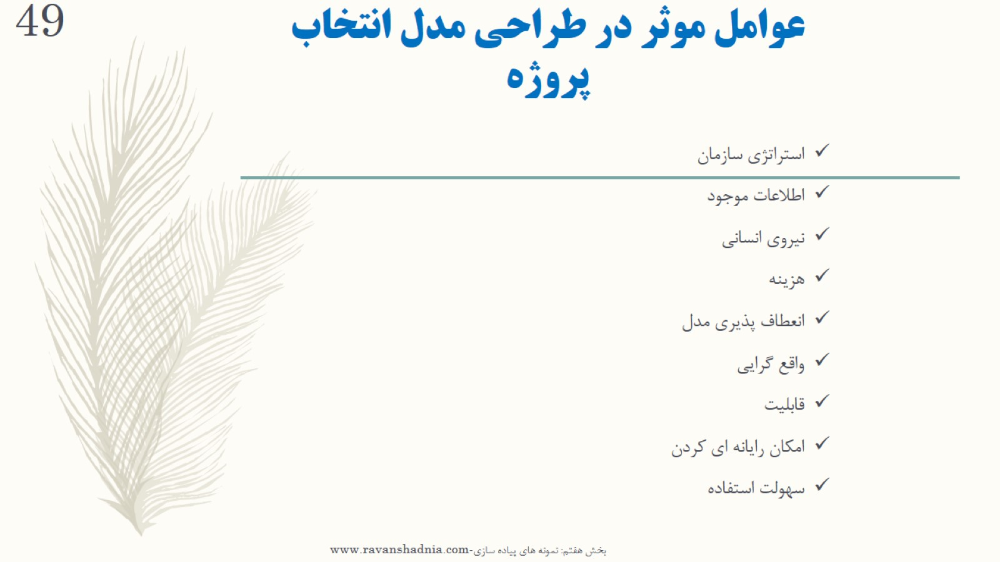 49
عوامل موثر در طراحی مدل انتخاب
پروژه
✓ استراتژی سازمان
✓ اطلاعات موجود
✓ نیروی انسانی
✓ هزینه
✓ انعطاف پذیری مدل
✓ واقع گرایی
✓ قابلیت
✓ امکان رایانه ای کردن
✓ سهولت استفاده
بخش هفتم: نمونه های پیاده سازی-www.ravanshadnia.com